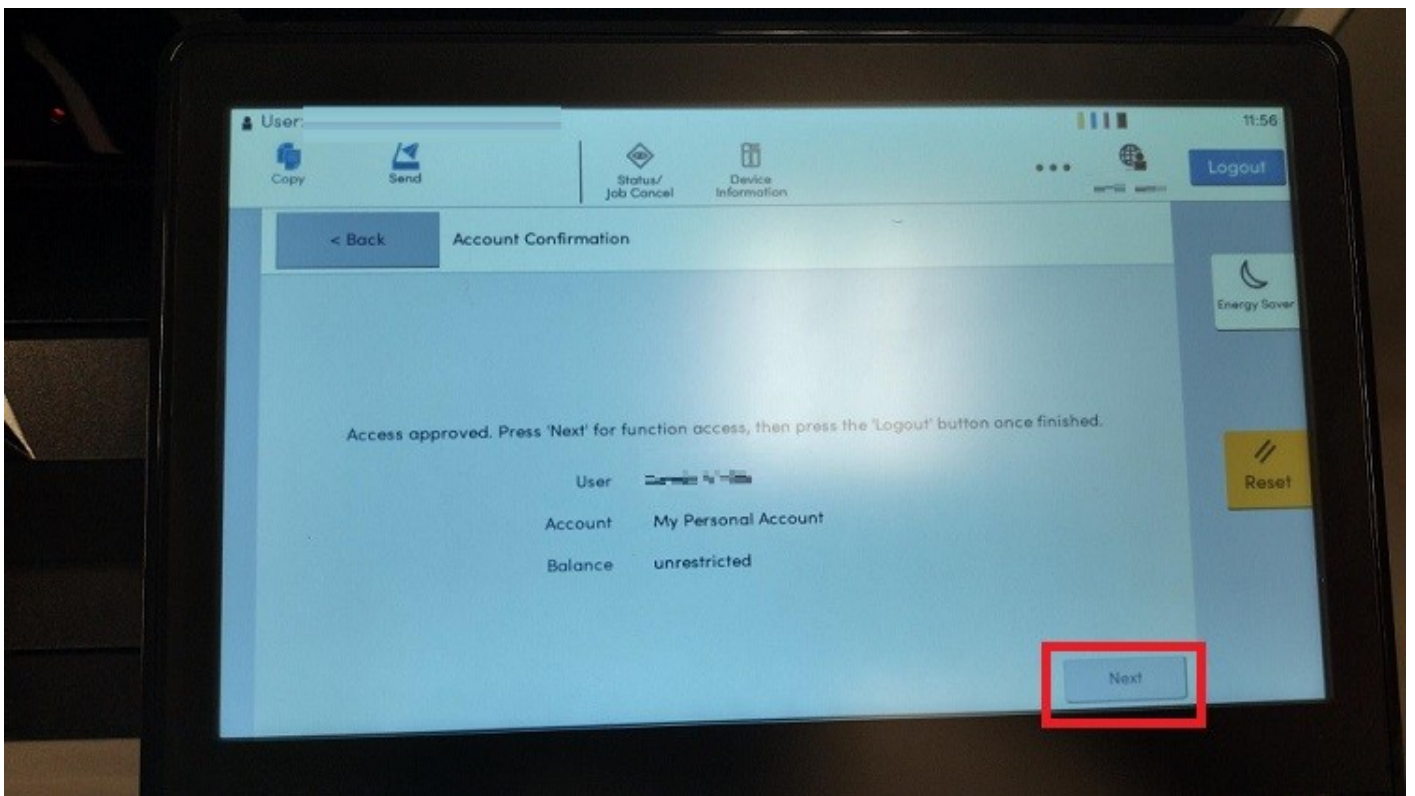 User:
11:56
Copy
Send
Status/
Job Cancel
Device
Information
Logout
< Back
Account Confirmation
Energy Saver
Access approved. Press 'Next' for function access, then press the 'Logout' button once finished.
Reset
User
Account My Personal Account
Balance unrestricted
Next